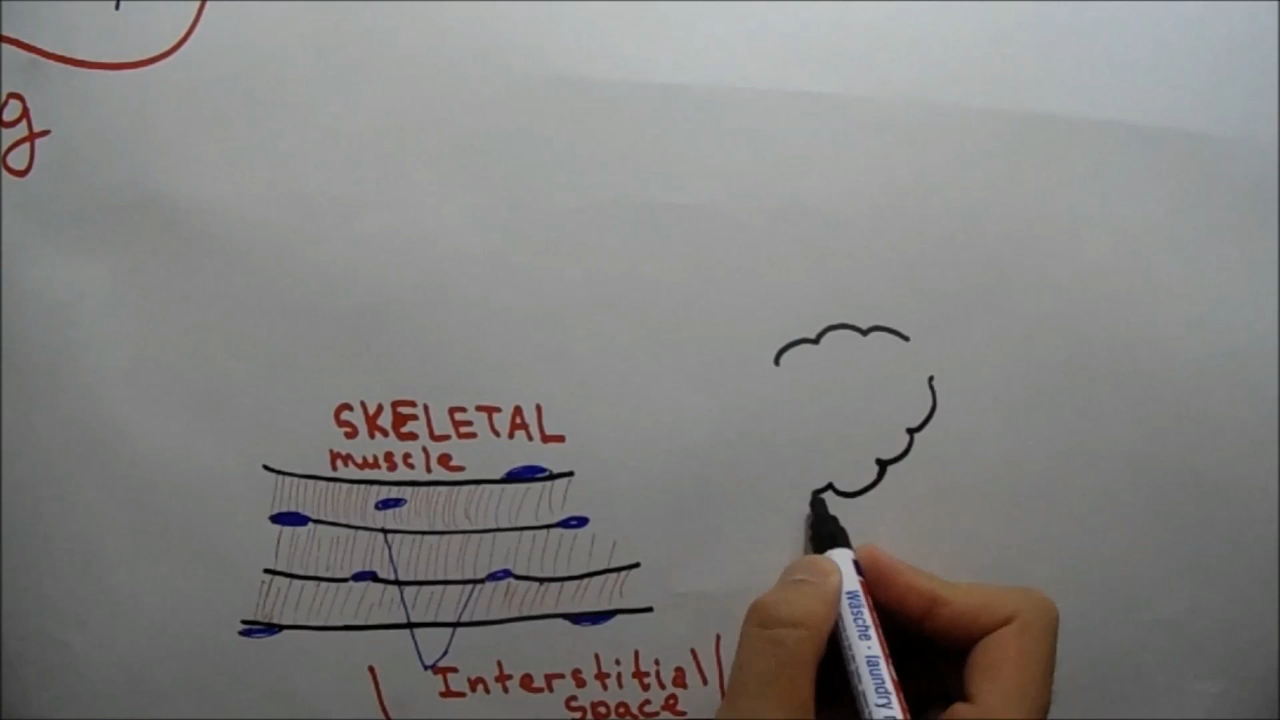 g
SKELETAL
muscle
Interstitial
space
Wäsche · laundry